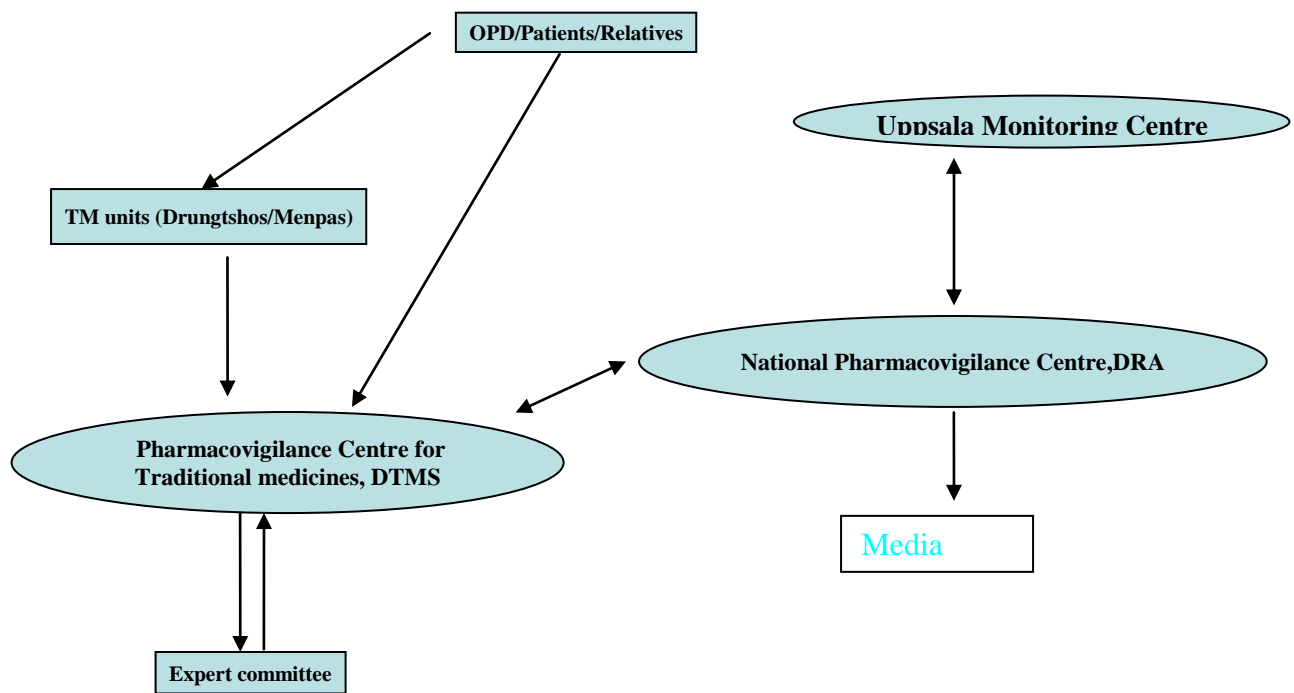 OPD/Patients/Relatives
Uppsala Monitoring Centre
TM units (Drungtshos/Menpas)
National Pharmacovigilance Centre,DRA
Pharmacovigilance Centre for
Traditional medicines, DTMS
Media
Expert committee